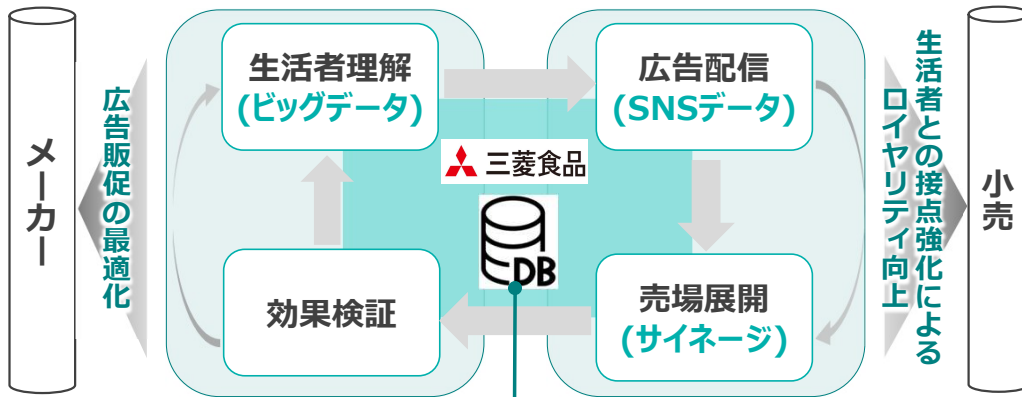 メーカー
広告販促の最適化
生活者理解
(ビッグデータ)
広告配信
(SNSデータ)
三菱食品
DB
効果検証
売場展開
(サイネージ)
生活者との接点強化による
ロイヤリティ向上
小売